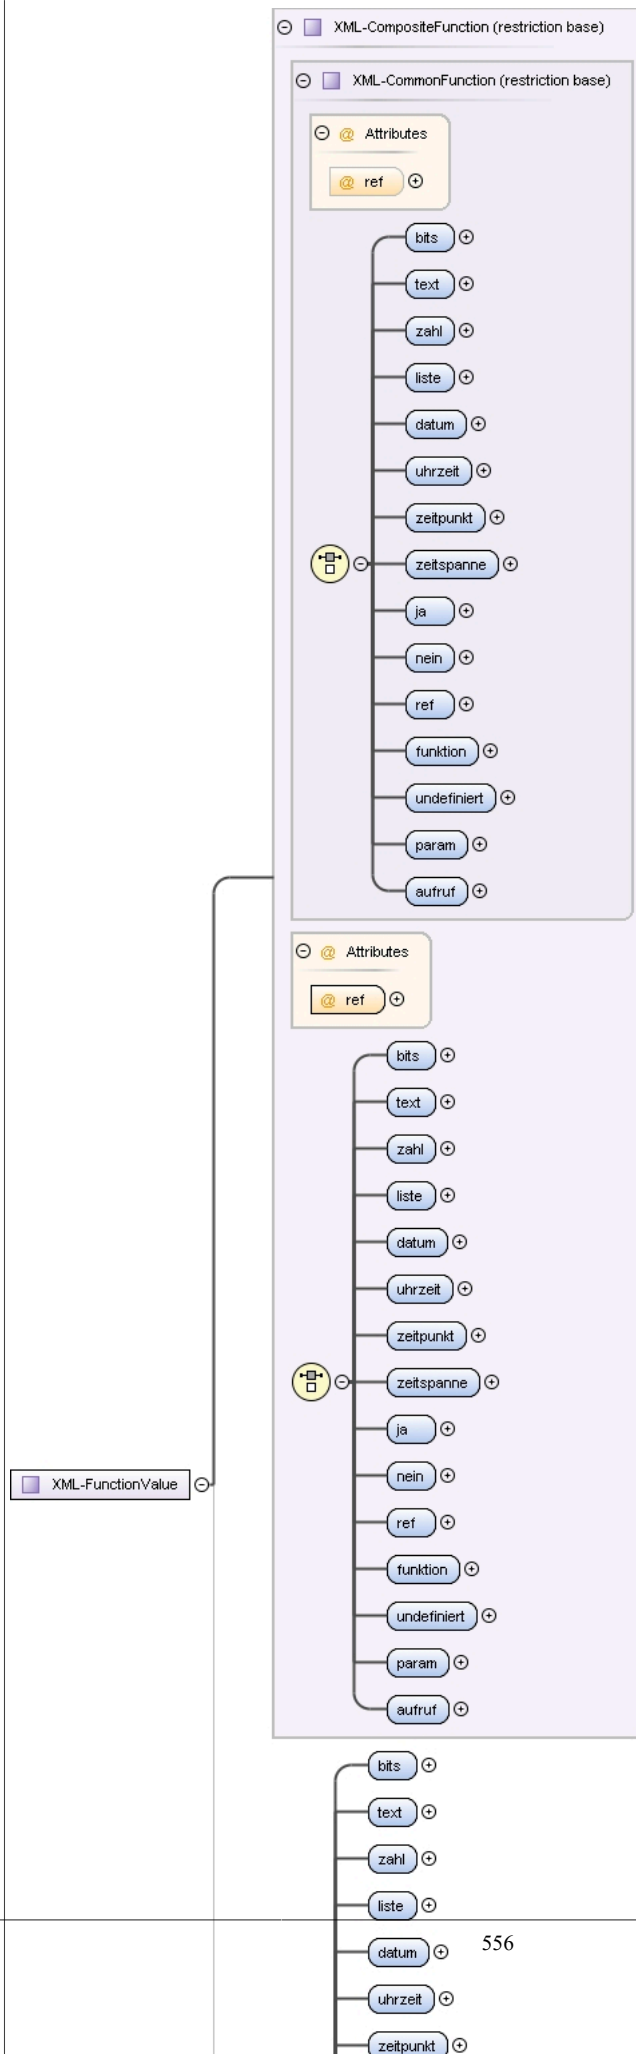 XML-CompositeFunction (restriction base)
XML-CommonFunction (restriction base)
@ Attributes
@ ref
bits
text
zahl
liste
datum
uhrzeit
zeitpunkt
zeitspanne
ja
nein
ref
funktion
undefiniert
param
aufruf
@ Attributes
@ ref
bits
text
zahl
liste
datum
uhrzeit
zeitpunkt
zeitspanne
ja
XML-FunctionValue
nein
ref
funktion
undefiniert
param
aufruf
bits
text
zahl
liste
datum
556
uhrzeit
zeitpunkt